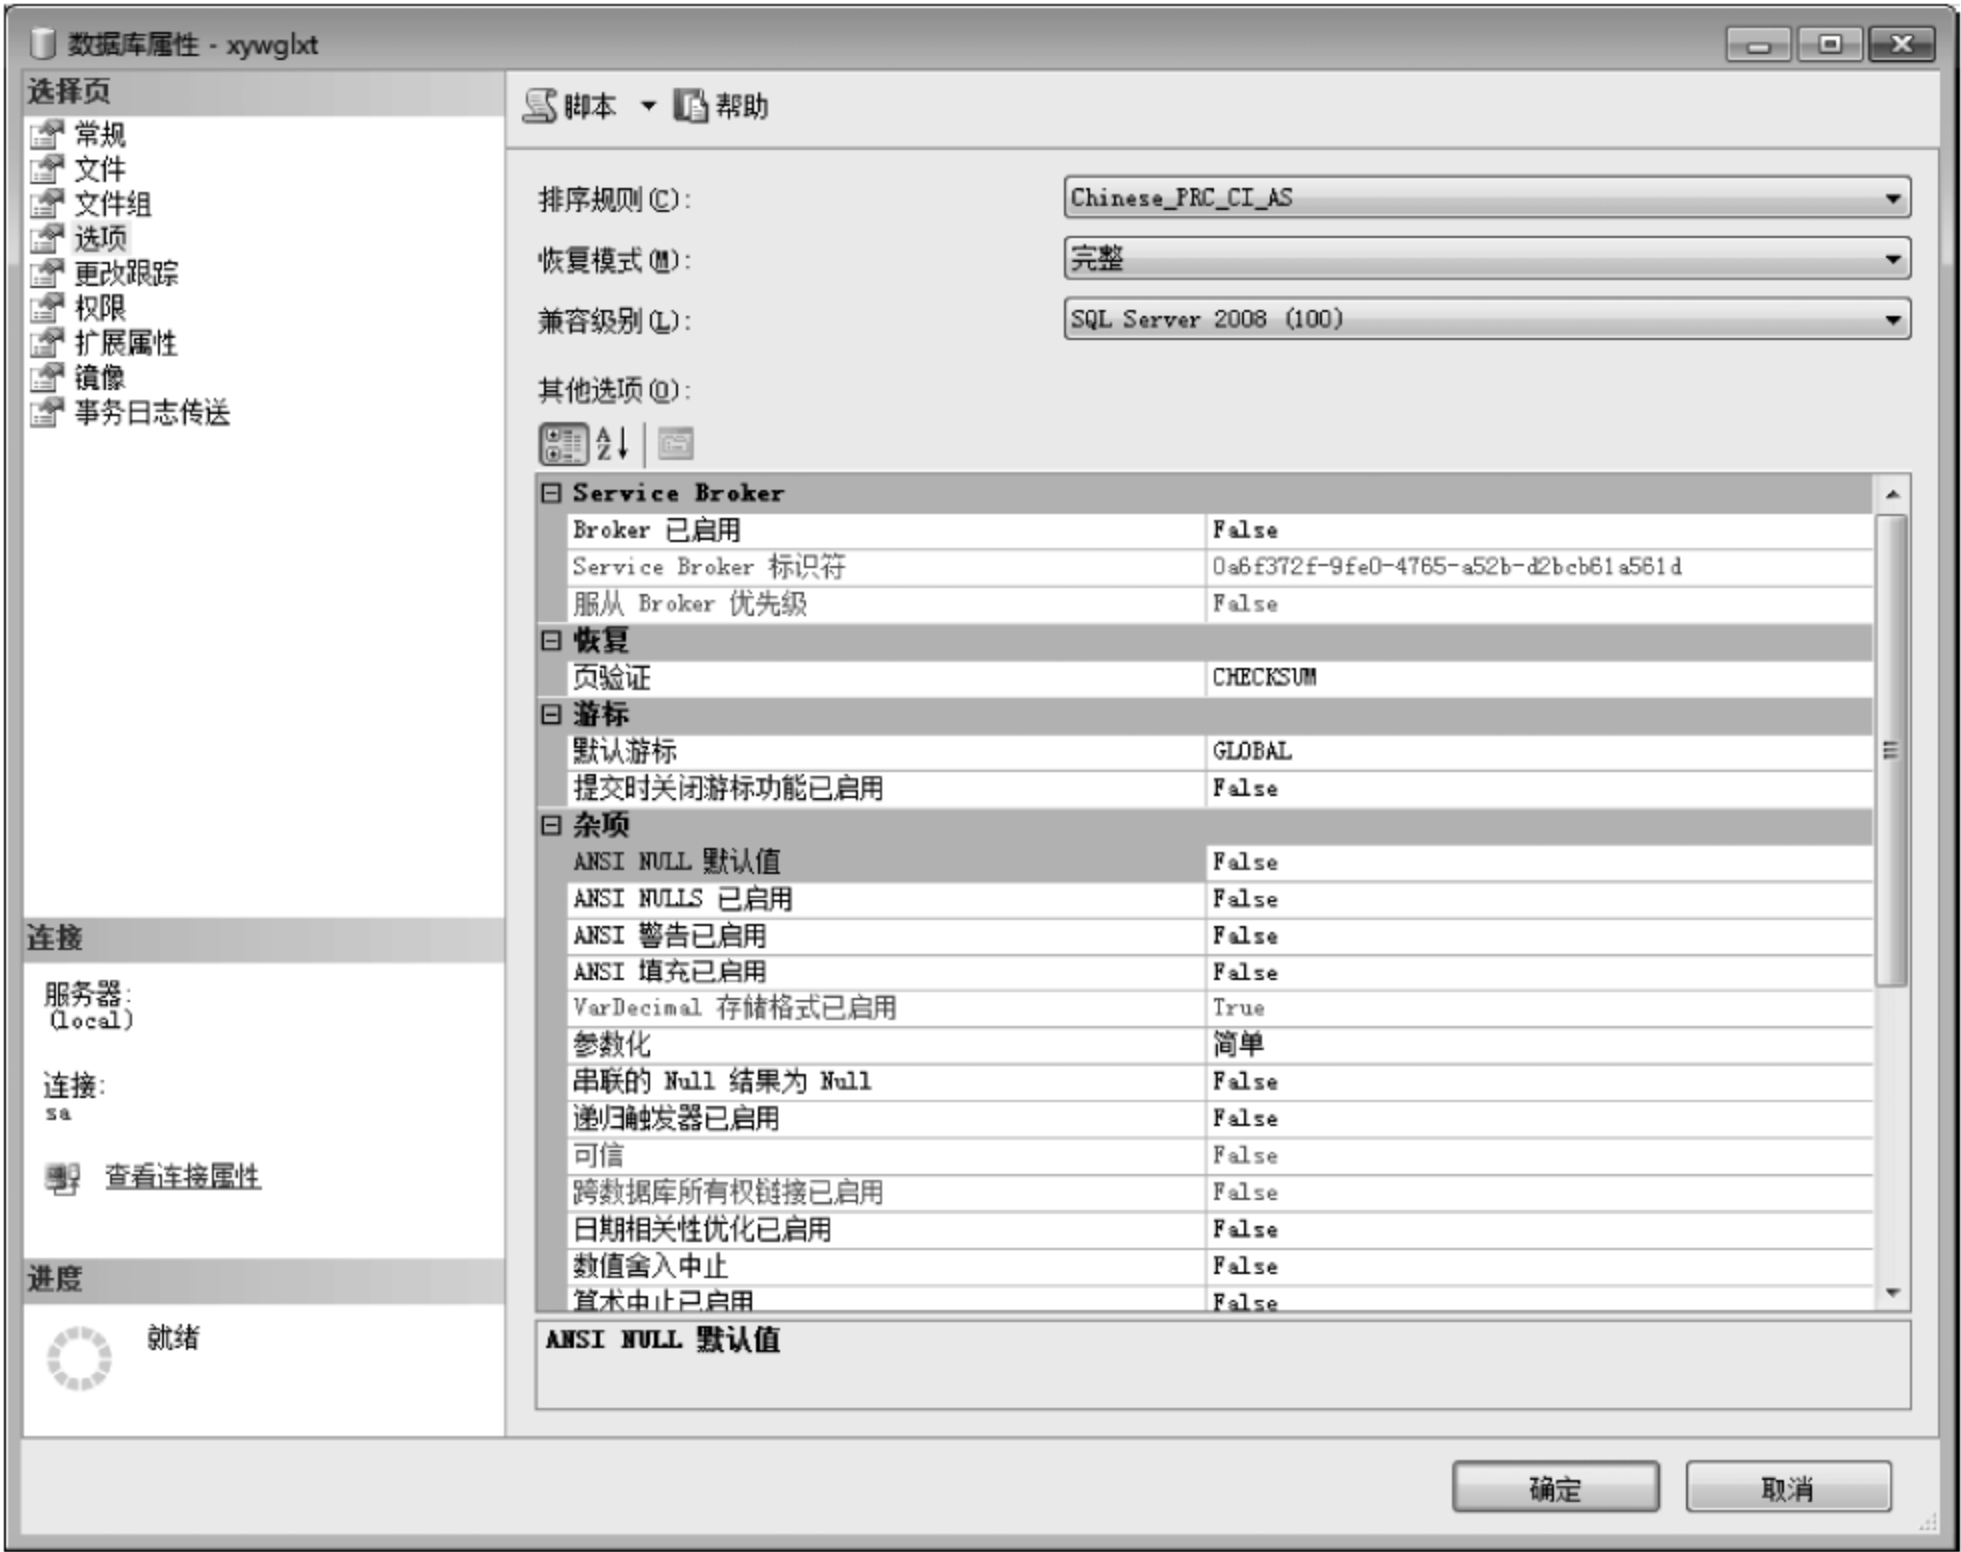 数据库属性 - xywglxt
选择页
常规
文件
文件组
选项
更改跟踪
权限
扩展属性
镜像
事务日志传送
连接
服务器:
(local)
连接:
sa
查看连接属性
进度
就绪
脚本 帮助
排序规则(C): Chinese_PRC_CI_AS
恢复模式(M): 完整
兼容级别(L): SQL Server 2008 (100)
其他选项(O):
Service Broker
Broker 已启用 False
Service Broker 标识符 0a6f372f-9fe0-4765-a52b-d2bcb61a561d
服从 Broker 优先级 False
恢复
页验证 CHECKSUM
游标
默认游标 GLOBAL
提交时关闭游标功能已启用 False
杂项
ANSI NULL 默认值 False
ANSI NULLS 已启用 False
ANSI 警告已启用 False
ANSI 填充已启用 False
VarDecimal 存储格式已启用 True
参数化 简单
串联的 Null 结果为 Null False
递归触发器已启用 False
可信 False
跨数据库所有权链接已启用 False
日期相关性优化已启用 False
数值舍入中止 False
算术中止已启用 False
ANSI NULL 默认值
确定 取消